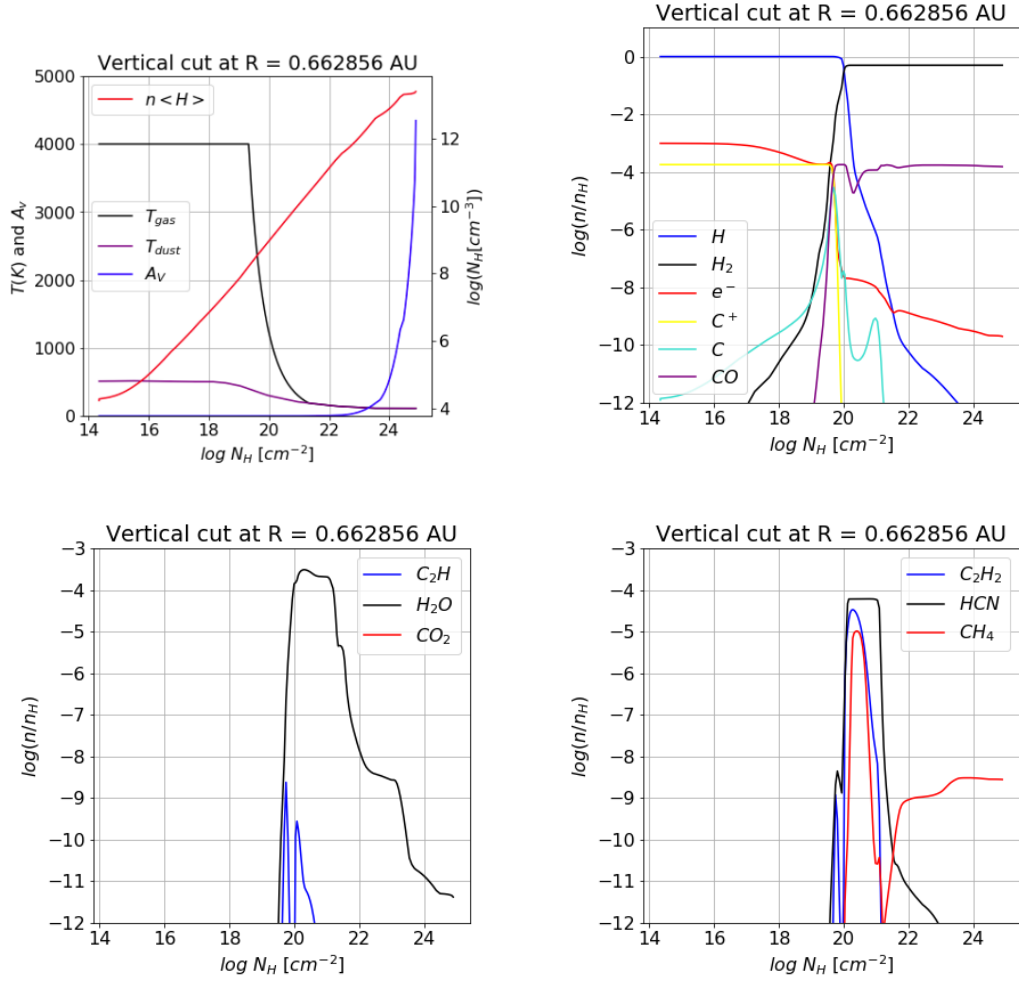 Vertical cut at R = 0.662856 AU
5000
4000
3000
2000
1000
0
T(K) and A_v
n<H>
T_gas
T_dust
A_V
12
10
8
6
4
log(N_H[cm^-3])
14 16 18 20 22 24
log N_H [cm^-2]
Vertical cut at R = 0.662856 AU
0
−2
−4
−6
−8
−10
−12
log(n/n_H)
H
H_2
e^−
C^+
C
CO
14 16 18 20 22 24
log N_H [cm^-2]
Vertical cut at R = 0.662856 AU
−3
−4
−5
−6
−7
−8
−9
−10
−11
−12
log(n/n_H)
C_2H
H_2O
CO_2
14 16 18 20 22 24
log N_H [cm^-2]
Vertical cut at R = 0.662856 AU
−3
−4
−5
−6
−7
−8
−9
−10
−11
−12
log(n/n_H)
C_2H_2
HCN
CH_4
14 16 18 20 22 24
log N_H [cm^-2]